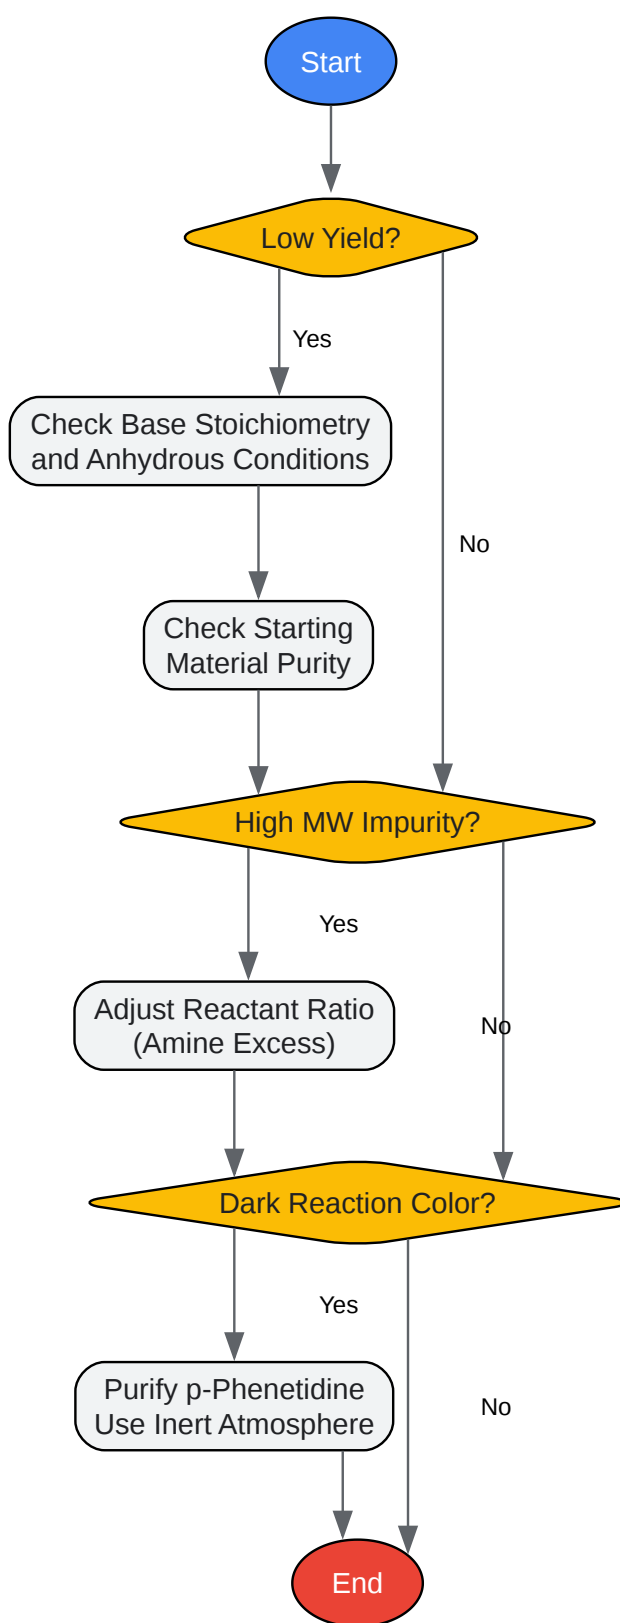 Start
Low Yield?
Yes
Check Base Stoichiometry
and Anhydrous Conditions
No
Check Starting
Material Purity
High MW Impurity?
Yes
Adjust Reactant Ratio
(Amine Excess)
No
Dark Reaction Color?
Yes
Purify p-Phenetidine
Use Inert Atmosphere
No
End